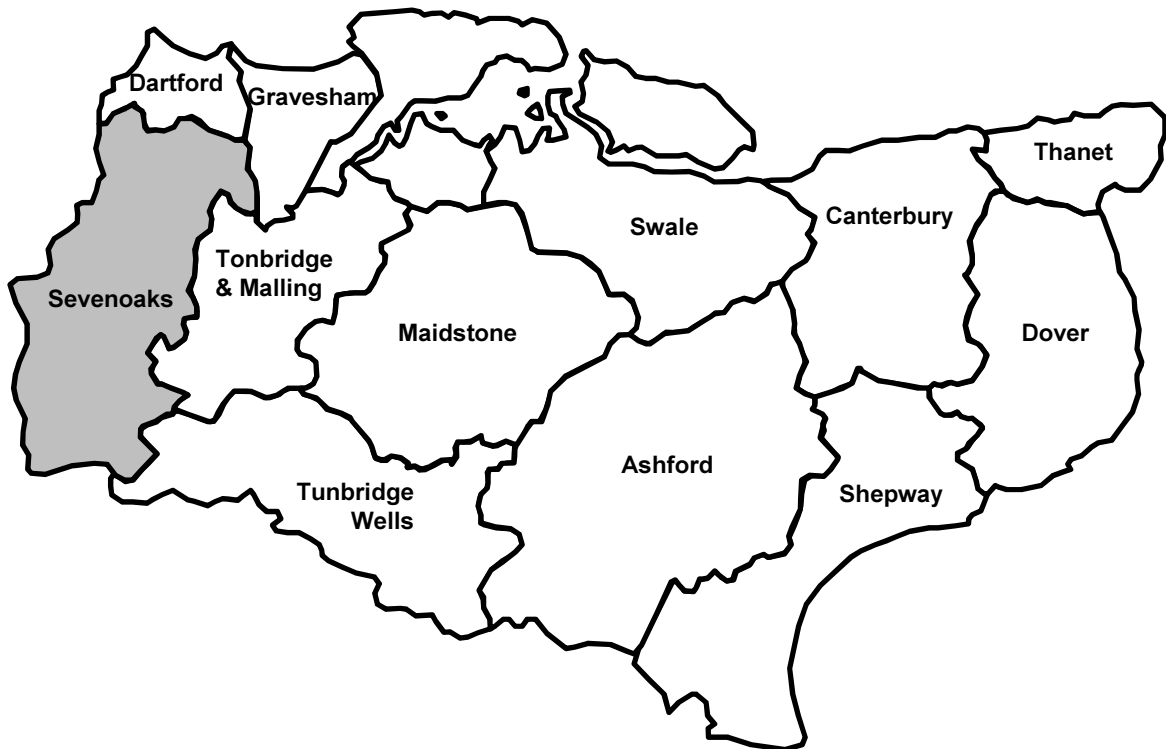 Dartford
Gravesham
Thanet
Canterbury
Swale
Tonbridge
& Malling
Sevenoaks
Maidstone
Dover
Ashford
Tunbridge
Wells
Shepway